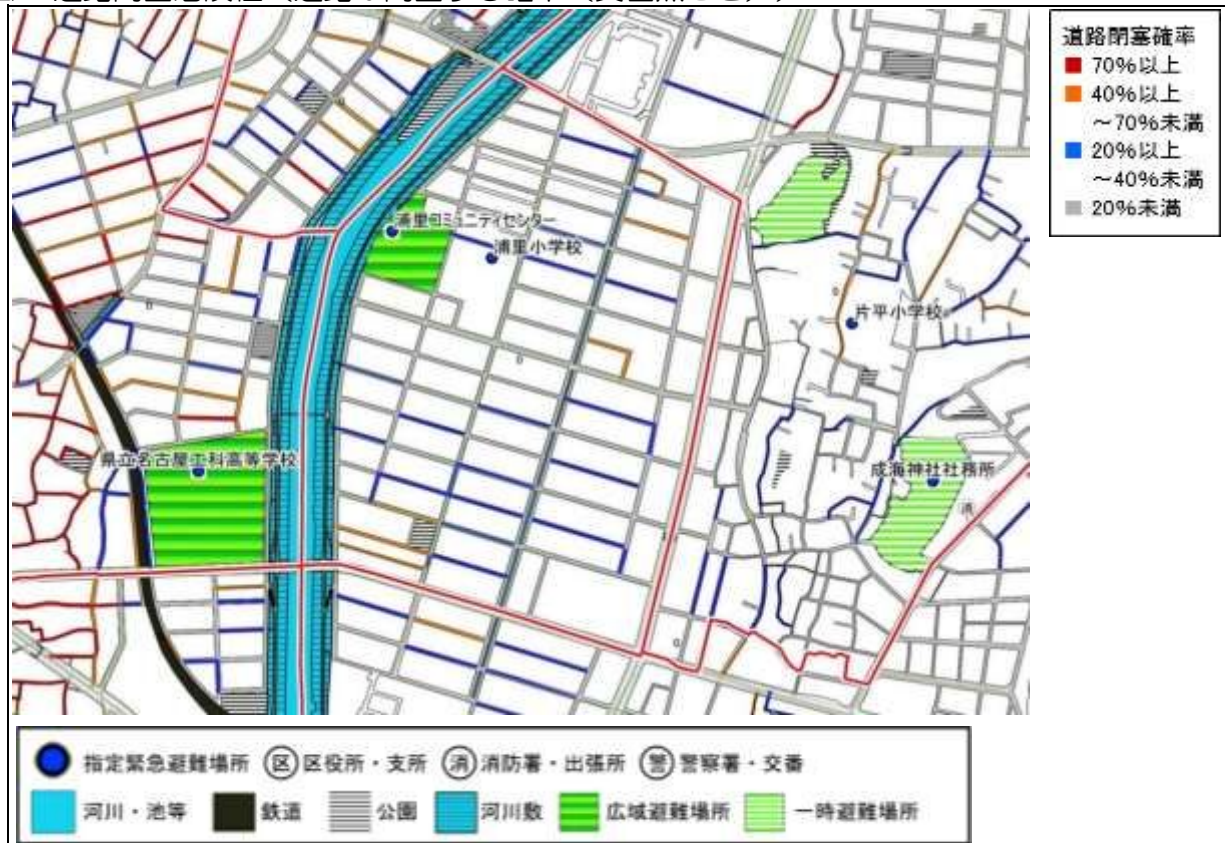 道路閉塞確率
70%以上
40%以上
～70%未満
20%以上
～40%未満
20%未満
浦里コミュニティセンター
浦里小学校
片平小学校
県立名古屋工科高等学校
成海神社社務所
消
指定緊急避難場所 区 区役所・支所 消 消防署・出張所 警 警察署・交番
河川・池等 鉄道 公園 河川敷 広域避難場所 一時避難場所